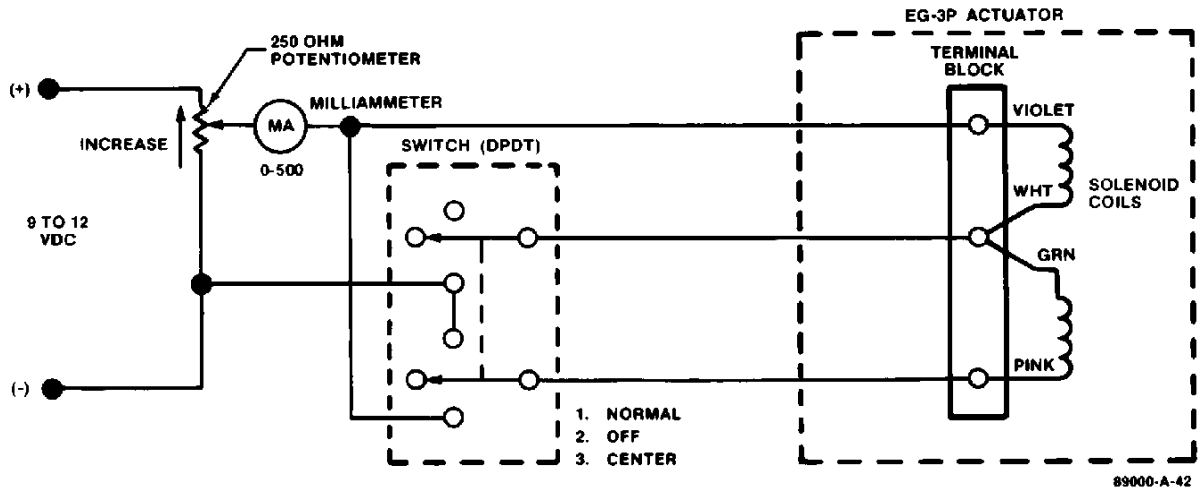 EG-3P ACTUATOR
250 OHM
POTENTIOMETER
TERMINAL
BLOCK
(+)
MILLIAMMETER
VIOLET
MA
INCREASE
0-500
SWITCH (DPDT)
WHT
SOLENOID
COILS
9 TO 12
VDC
GRN
PINK
(-)
1. NORMAL
2. OFF
3. CENTER
89000-A-42